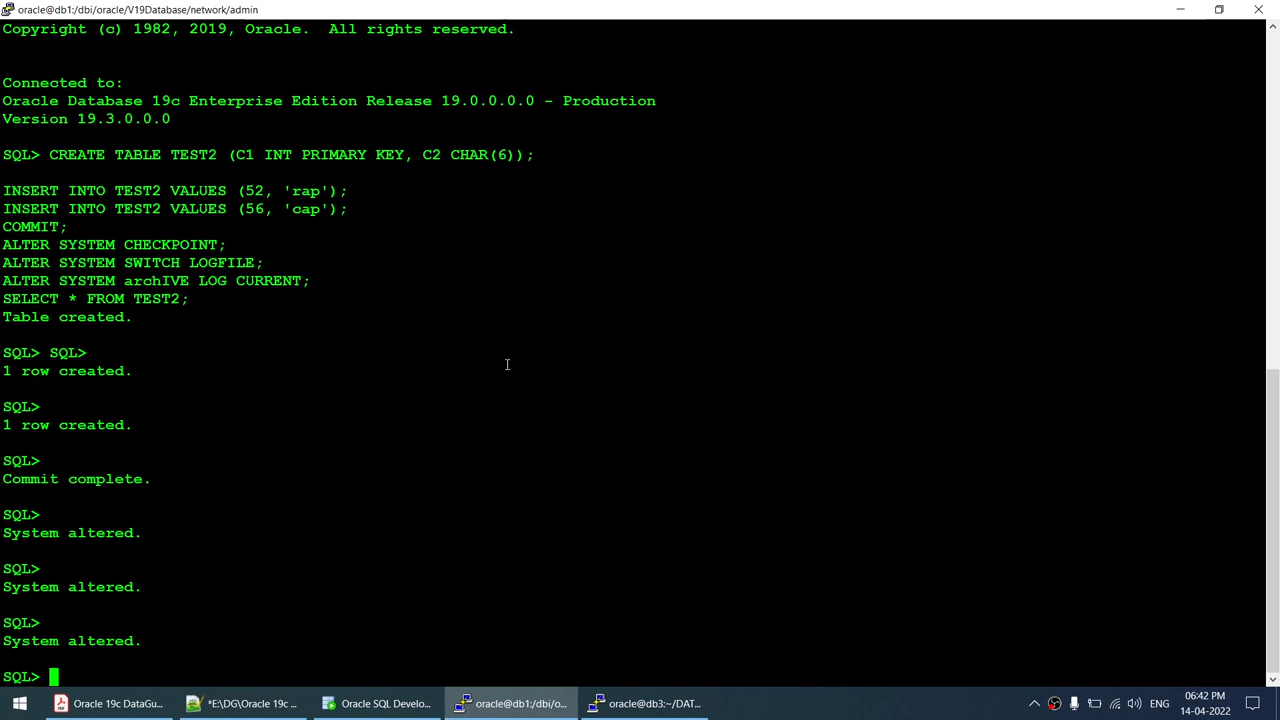 oracle@db1:/dbi/oracle/V19Database/network/admin
Copyright (c) 1982, 2019, Oracle.  All rights reserved.
Connected to:
Oracle Database 19c Enterprise Edition Release 19.0.0.0.0 - Production
Version 19.3.0.0.0
SQL> CREATE TABLE TEST2 (C1 INT PRIMARY KEY, C2 CHAR(6));
INSERT INTO TEST2 VALUES (52, 'rap');
INSERT INTO TEST2 VALUES (56, 'cap');
COMMIT;
ALTER SYSTEM CHECKPOINT;
ALTER SYSTEM SWITCH LOGFILE;
ALTER SYSTEM archIVE LOG CURRENT;
SELECT * FROM TEST2;
Table created.
SQL> SQL>
1 row created.
SQL>
1 row created.
SQL>
Commit complete.
SQL>
System altered.
SQL>
System altered.
SQL>
System altered.
SQL>
Oracle 19c DataGu... *E:\DG\Oracle 19c ... Oracle SQL Develo... oracle@db1:/dbi/o... oracle@db3:~/DAT... ENG 06:42 PM
14-04-2022